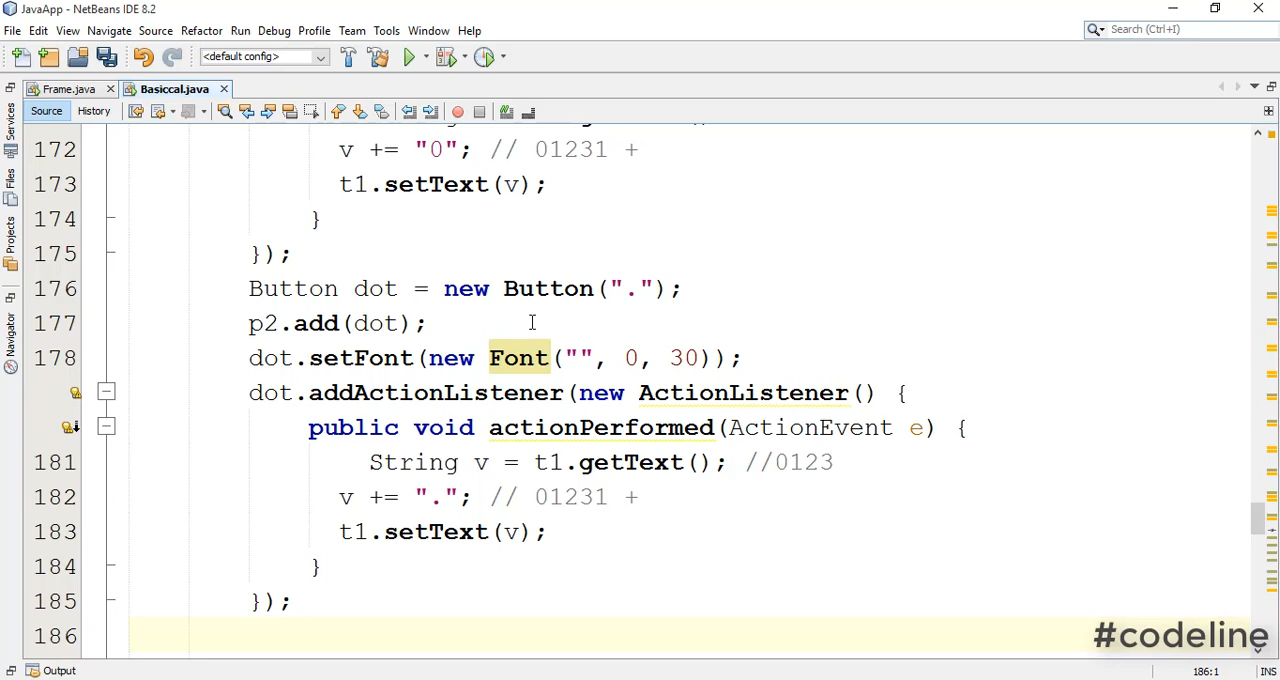 JavaApp - NetBeans IDE 8.2
File Edit View Navigate Source Refactor Run Debug Profile Team Tools Window Help
Search (Ctrl+I)
<default config>
Frame.java
Basiccal.java
Source History
Services
Files
Projects
Navigator
172 v += "0"; // 01231 +
173 t1.setText(v);
174 }
175 });
176 Button dot = new Button(".");
177 p2.add(dot);
178 dot.setFont(new Font("", 0, 30));
dot.addActionListener(new ActionListener() {
public void actionPerformed(ActionEvent e) {
181 String v = t1.getText(); //0123
182 v += "."; // 01231 +
183 t1.setText(v);
184 }
185 });
186
#codeline
Output
186:1 INS